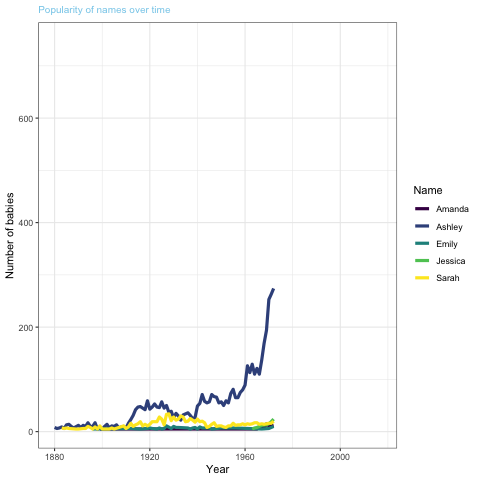 Popularity of names over time
Number of babies
600
400
200
0
1880
1920
1960
2000
Year
Name
Amanda
Ashley
Emily
Jessica
Sarah